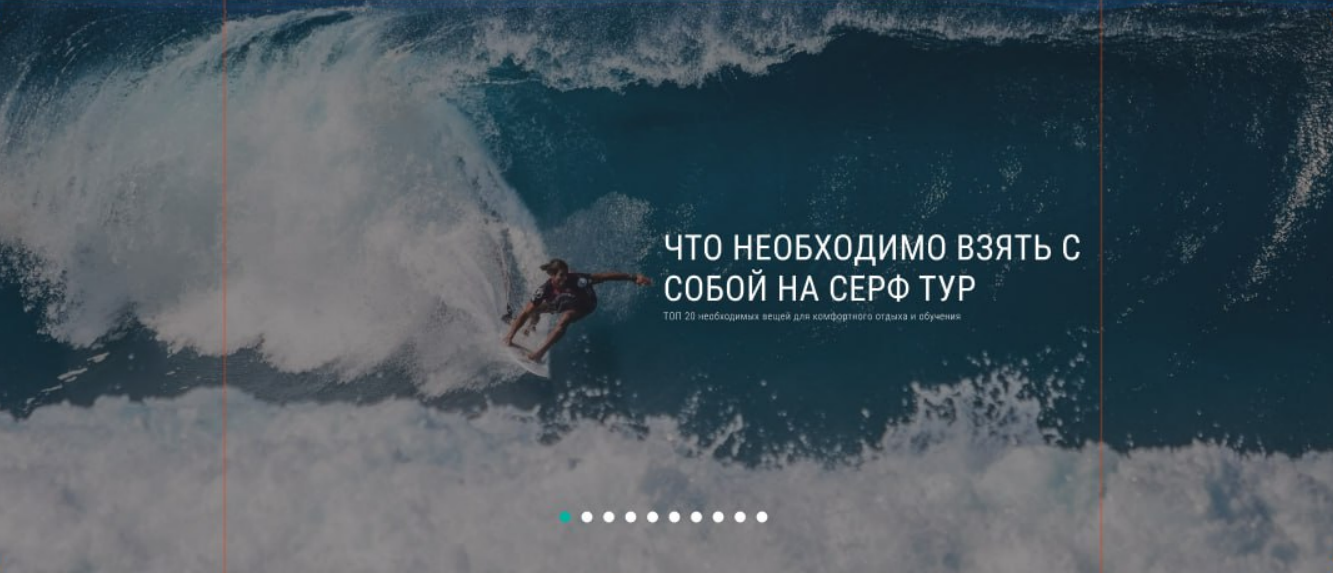 ЧТО НЕОБХОДИМО ВЗЯТЬ С
СОБОЙ НА СЕРФ ТУР
ТОП 20 необходимых вещей для комфортного отдыха и обучения